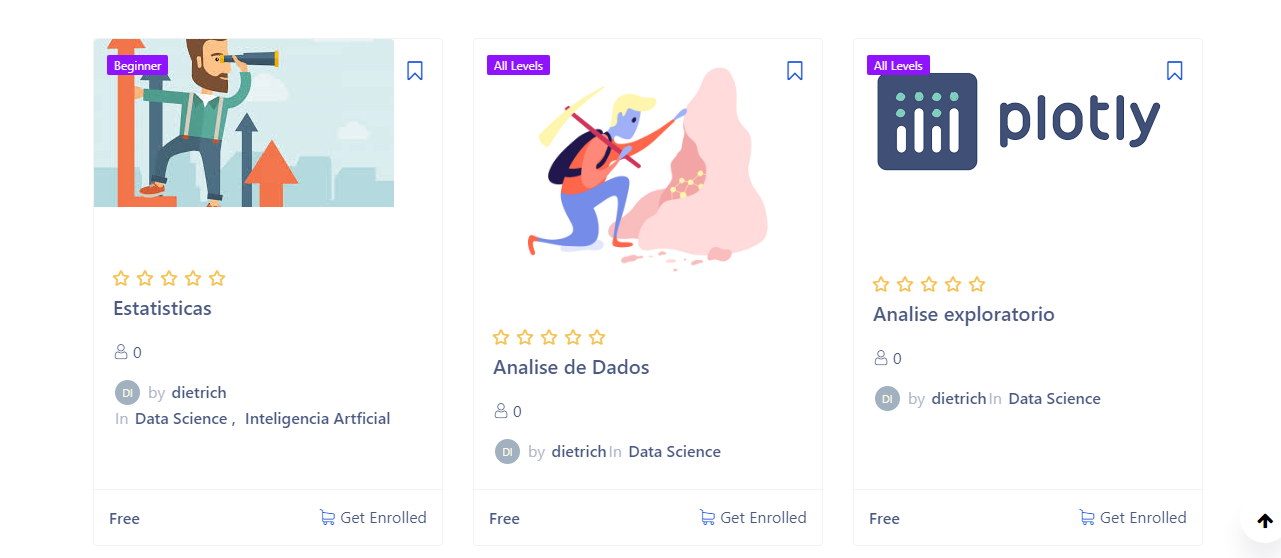 Beginner
Estatisticas
0
DI by dietrich
In Data Science , Inteligencia Artficial
Free Get Enrolled
All Levels
Analise de Dados
0
DI by dietrich In Data Science
Free Get Enrolled
All Levels
plotly
Analise exploratorio
0
DI by dietrich In Data Science
Free Get Enrolled